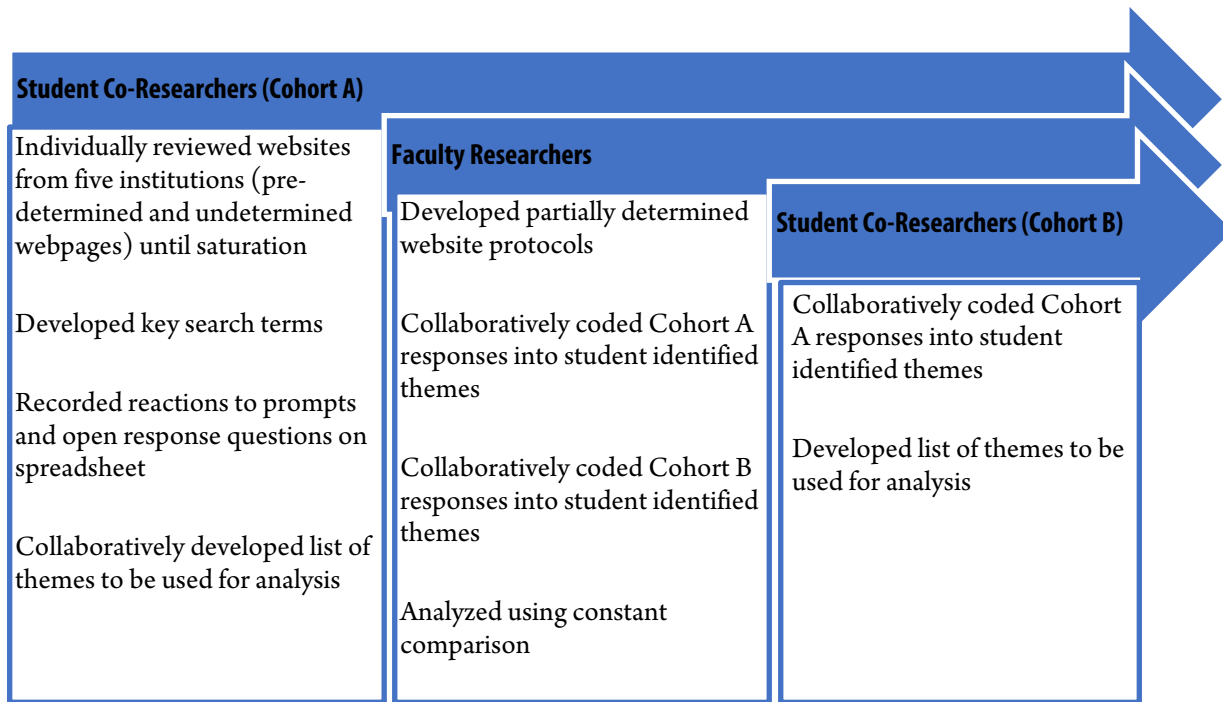 Student Co-Researchers (Cohort A)
Individually reviewed websites
from five institutions (pre-
determined and undetermined
webpages) until saturation
Developed key search terms
Recorded reactions to prompts
and open response questions on
spreadsheet
Collaboratively developed list of
themes to be used for analysis
Faculty Researchers
Developed partially determined
website protocols
Collaboratively coded Cohort A
responses into student identified
themes
Collaboratively coded Cohort B
responses into student identified
themes
Analyzed using constant
comparison
Student Co-Researchers (Cohort B)
Collaboratively coded Cohort
A responses into student
identified themes
Developed list of themes to be
used for analysis